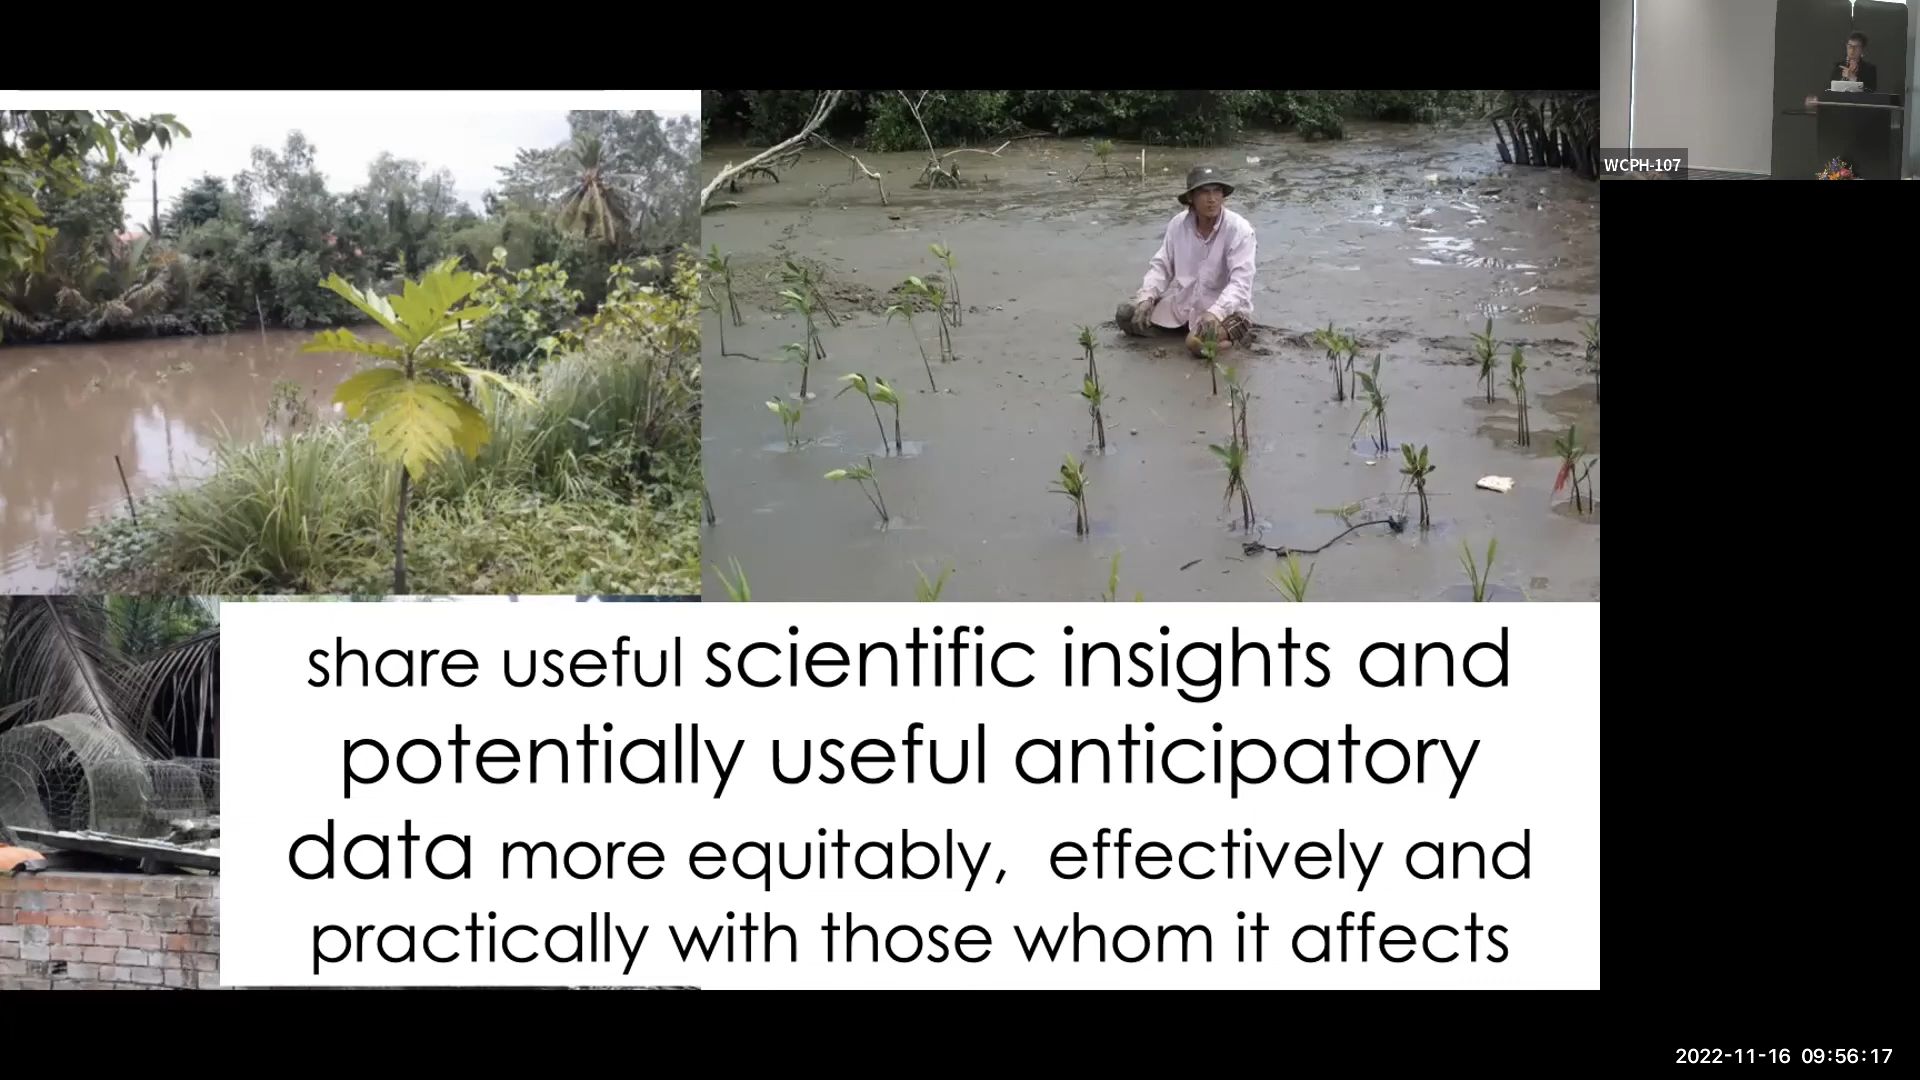 WCPH-107
share useful scientific insights and
potentially useful anticipatory
data more equitably, effectively and
practically with those whom it affects
2022-11-16 09:56:17